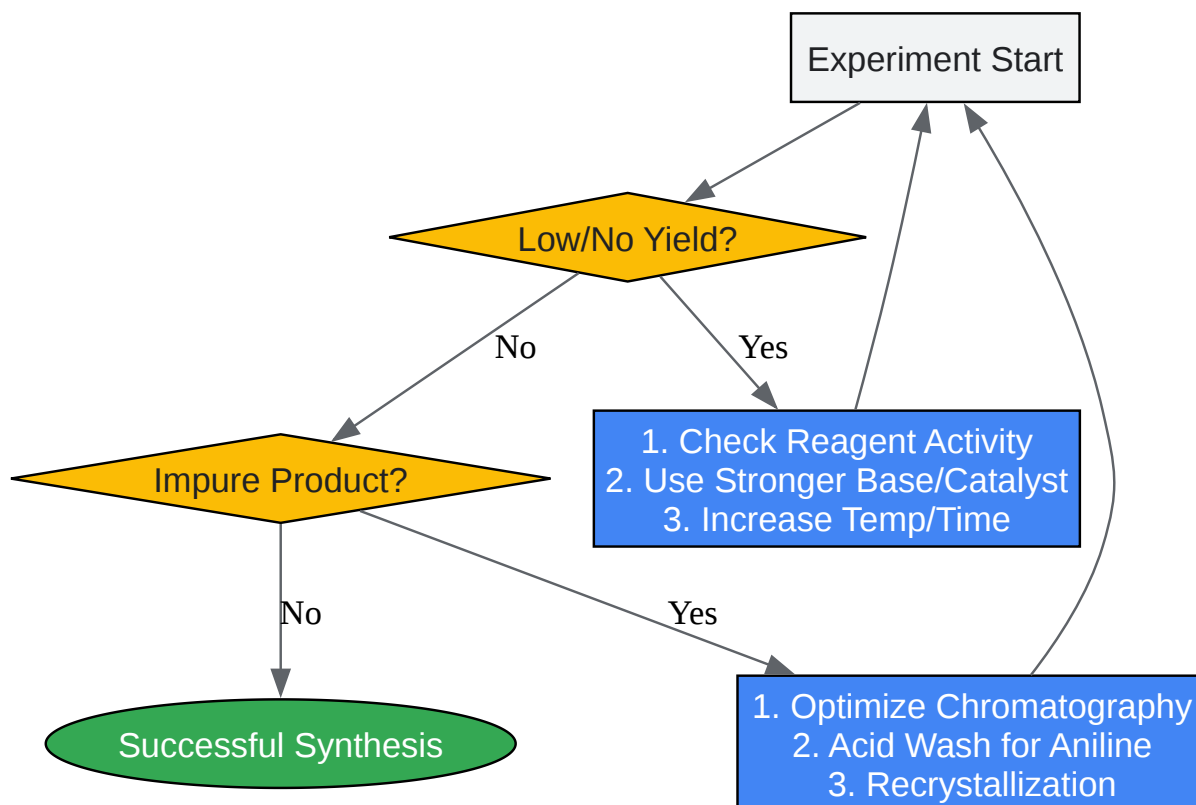 Experiment Start
Low/No Yield?
No
Yes
1. Check Reagent Activity
2. Use Stronger Base/Catalyst
3. Increase Temp/Time
Impure Product?
No
Yes
Successful Synthesis
1. Optimize Chromatography
2. Acid Wash for Aniline
3. Recrystallization